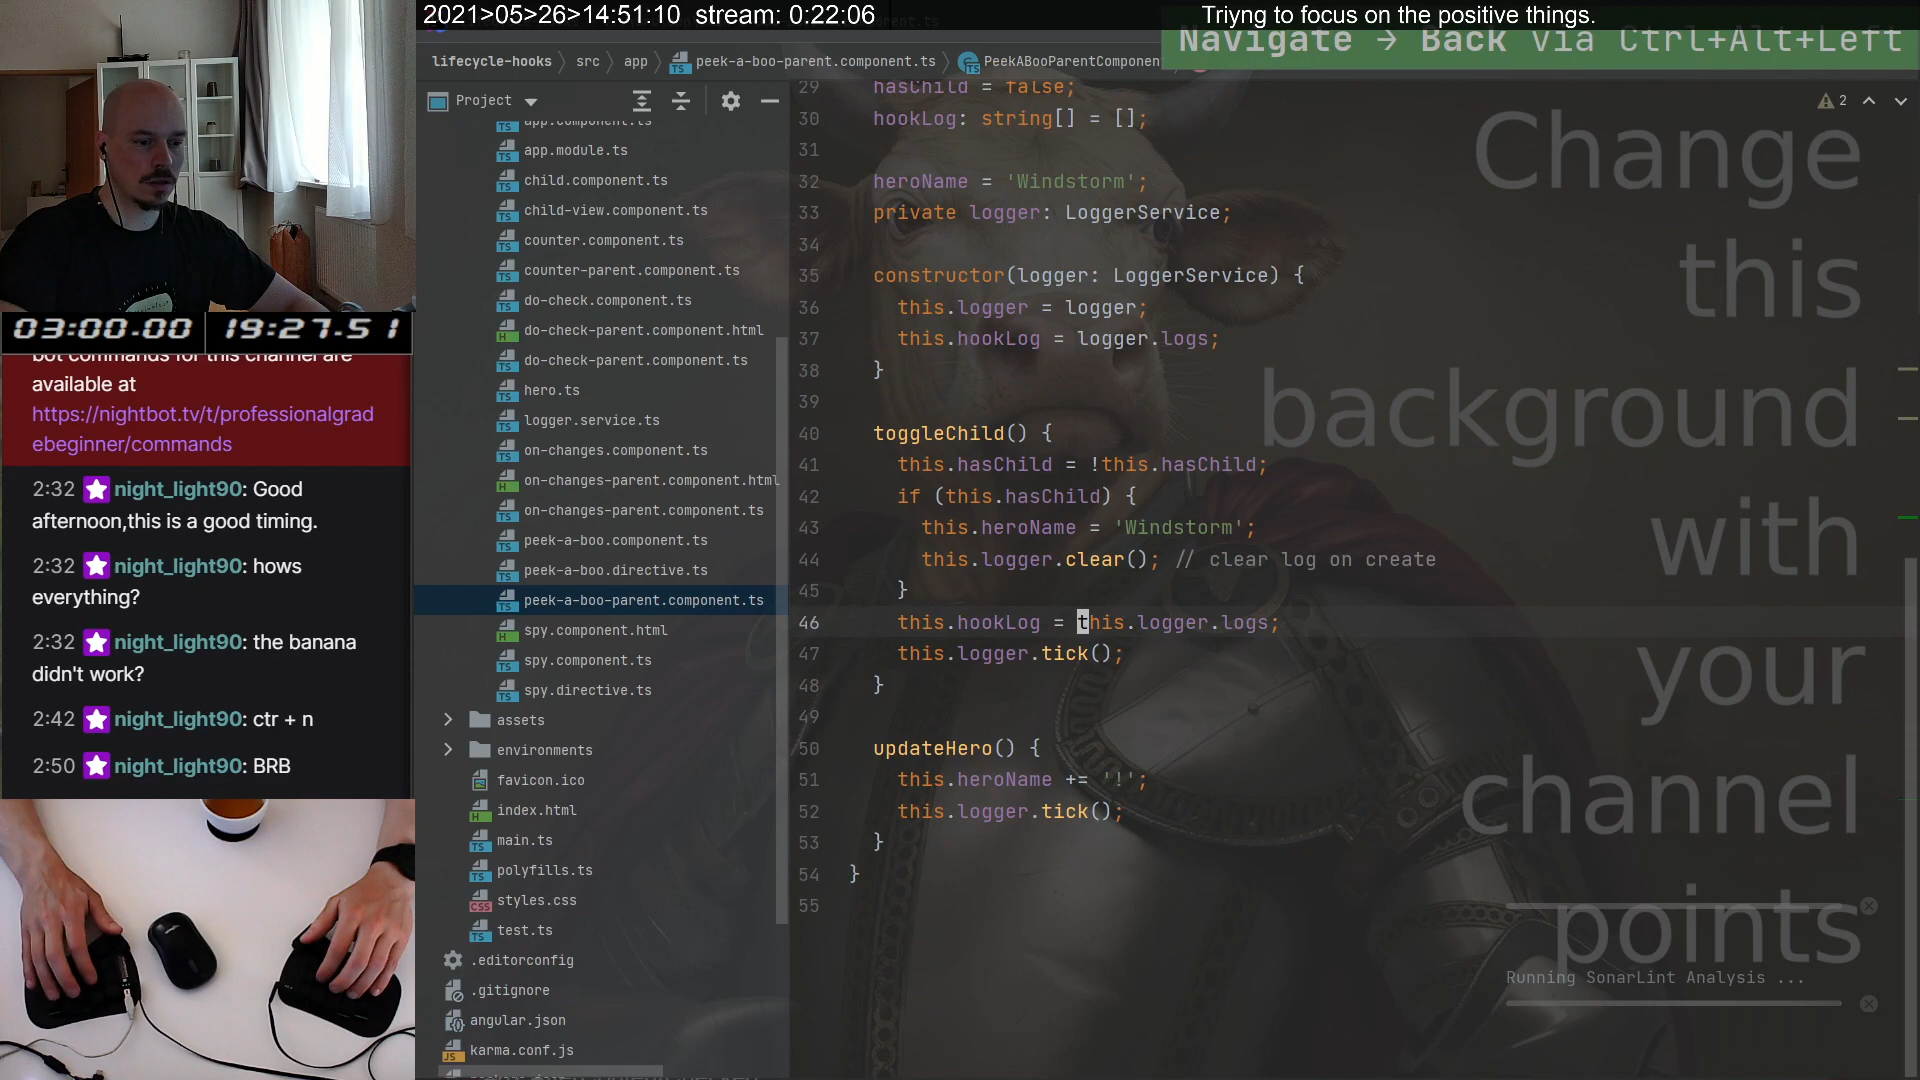 2021>05>26>14:51:10 stream: 0:22:06
Triyng to focus on the positive things.
Navigate → Back via Ctrl+Alt+Left
lifecycle-hooks
src
app
peek-a-boo-parent.component.ts
Project
app.component.ts
app.module.ts
child.component.ts
child-view.component.ts
counter.component.ts
counter-parent.component.ts
do-check.component.ts
do-check-parent.component.html
do-check-parent.component.ts
hero.ts
logger.service.ts
on-changes.component.ts
on-changes-parent.component.html
on-changes-parent.component.ts
peek-a-boo.component.ts
peek-a-boo.directive.ts
peek-a-boo-parent.component.ts
spy.component.html
spy.component.ts
spy.directive.ts
assets
environments
favicon.ico
index.html
main.ts
polyfills.ts
styles.css
test.ts
.editorconfig
.gitignore
angular.json
karma.conf.js
29 hasChild = false;
30 hookLog: string[] = [];
31
32 heroName = 'Windstorm';
33 private logger: LoggerService;
34
35 constructor(logger: LoggerService) {
36 this.logger = logger;
37 this.hookLog = logger.logs;
38 }
39
40 toggleChild() {
41 this.hasChild = !this.hasChild;
42 if (this.hasChild) {
43 this.heroName = 'Windstorm';
44 this.logger.clear(); // clear log on create
45 }
46 this.hookLog = this.logger.logs;
47 this.logger.tick();
48 }
49
50 updateHero() {
51 this.heroName += '!';
52 this.logger.tick();
53 }
54 }
55
2
Change
this
background
with
your
channel
points
Running SonarLint Analysis ...
03:00.00
19:27.51
bot commands for this channel are
available at
https://nightbot.tv/t/professionalgrad
ebeginner/commands
2:32 night_light90: Good
afternoon,this is a good timing.
2:32 night_light90: hows
everything?
2:32 night_light90: the banana
didn't work?
2:42 night_light90: ctr + n
2:50 night_light90: BRB